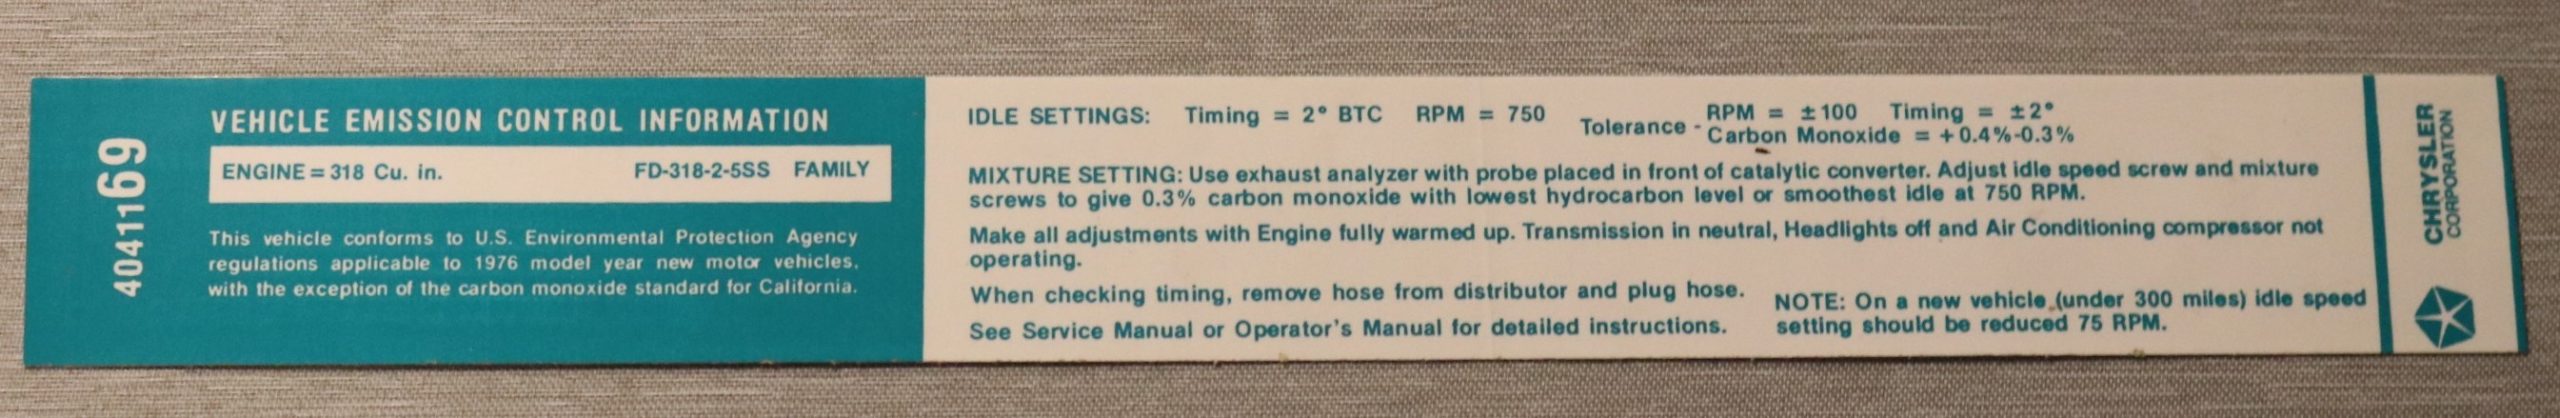 4041169
VEHICLE EMISSION CONTROL INFORMATION
ENGINE = 318 Cu. in. FD-318-2-5SS FAMILY
This vehicle conforms to U.S. Environmental Protection Agency
regulations applicable to 1976 model year new motor vehicles,
with the exception of the carbon monoxide standard for California.
IDLE SETTINGS: Timing = 2° BTC RPM = 750 Tolerance - RPM = ±100 Timing = ±2°
Carbon Monoxide = +0.4%-0.3%
MIXTURE SETTING: Use exhaust analyzer with probe placed in front of catalytic converter. Adjust idle speed screw and mixture
screws to give 0.3% carbon monoxide with lowest hydrocarbon level or smoothest idle at 750 RPM.
Make all adjustments with Engine fully warmed up. Transmission in neutral, Headlights off and Air Conditioning compressor not
operating.
When checking timing, remove hose from distributor and plug hose.
See Service Manual or Operator's Manual for detailed instructions.
NOTE: On a new vehicle (under 300 miles) idle speed
setting should be reduced 75 RPM.
CHRYSLER
CORPORATION